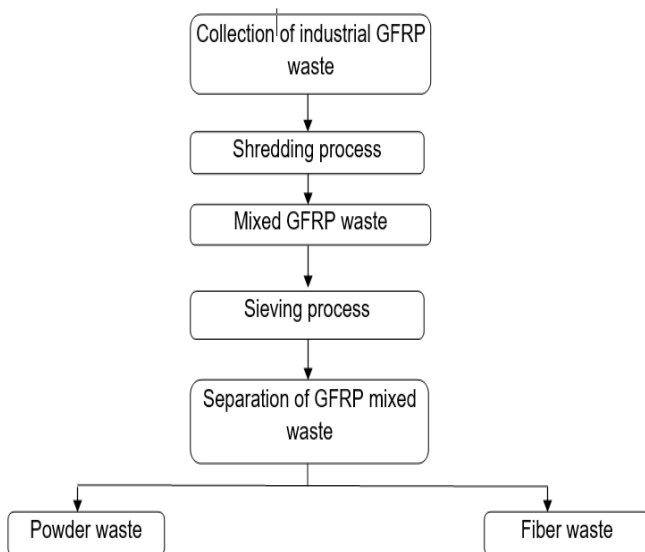 Collection of industrial GFRP
waste
Shredding process
Mixed GFRP waste
Sieving process
Separation of GFRP mixed
waste
Powder waste
Fiber waste